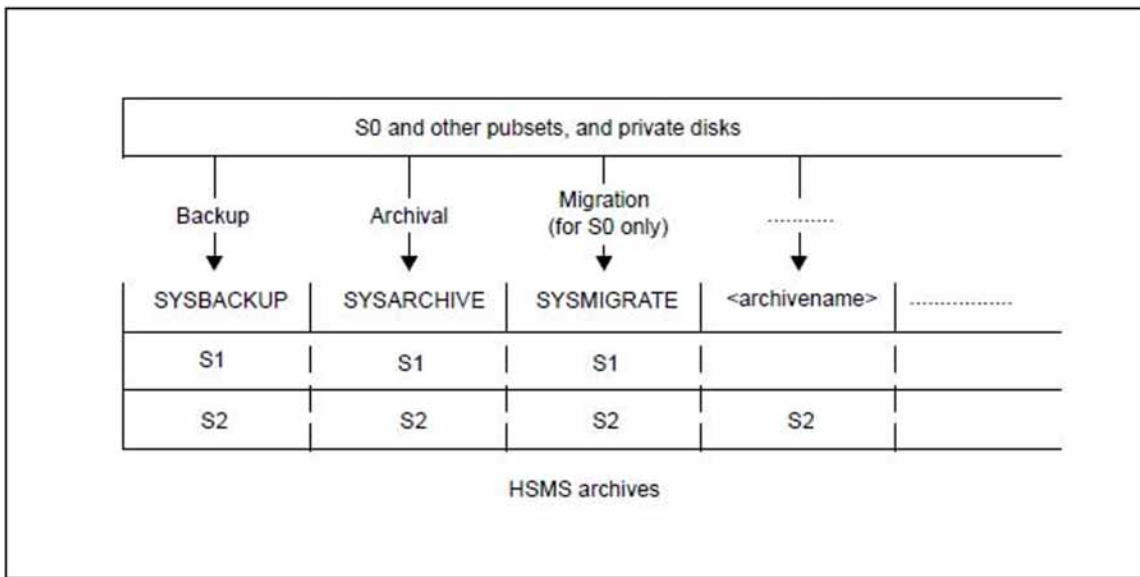 S0 and other pubsets, and private disks
Backup
Archival
Migration
(for S0 only)
............
SYSBACKUP
SYSARCHIVE
SYSMIGRATE
<archivename>
..................
S1
S1
S1
S2
S2
S2
S2
HSMS archives